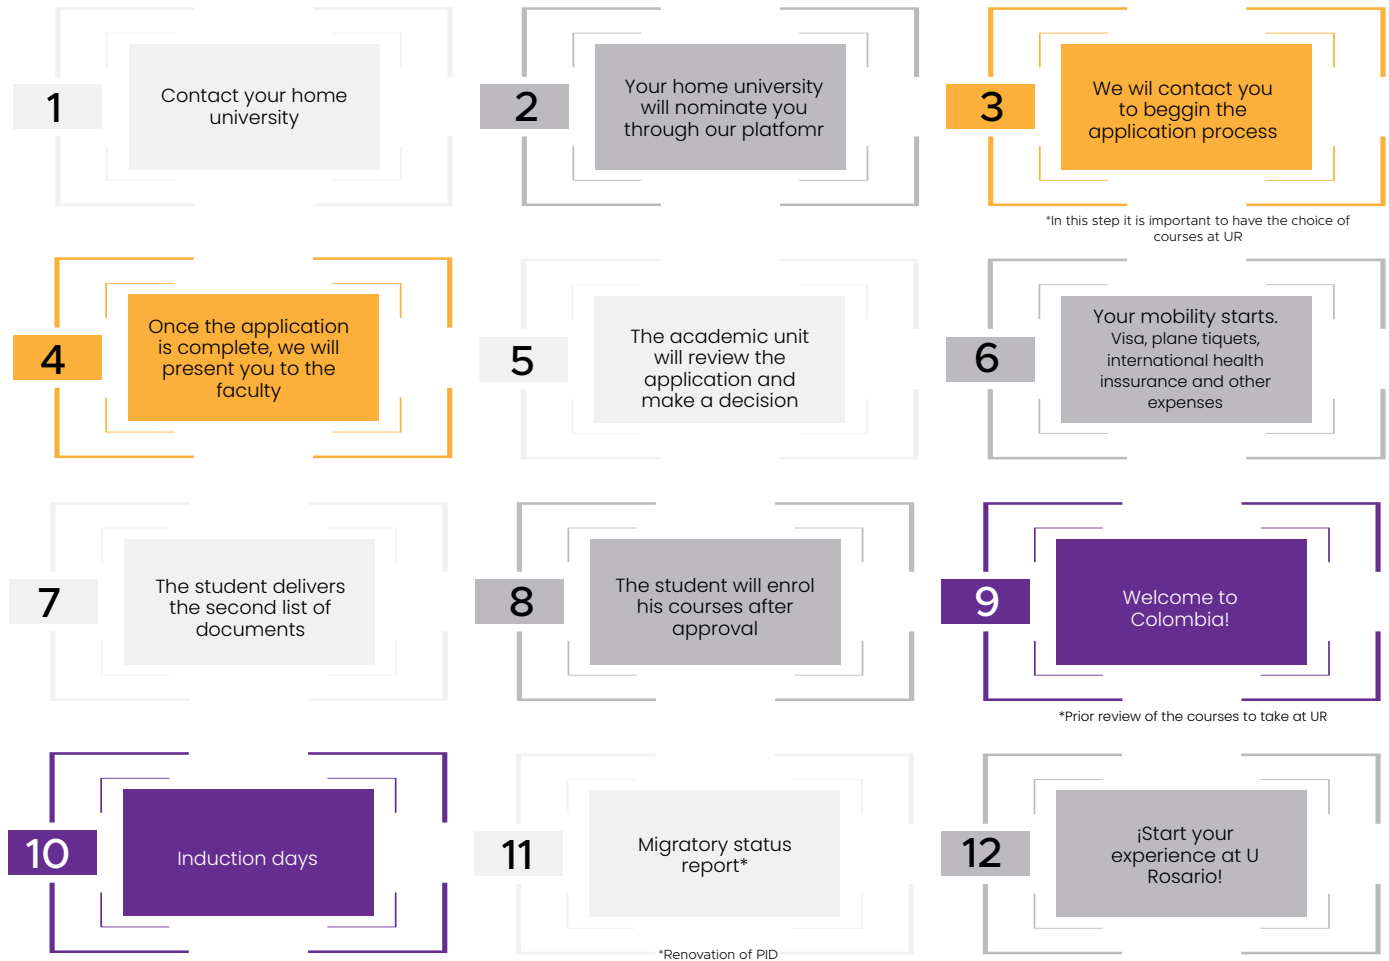 1
Contact your home
university
2
Your home university
will nominate you
through our platfomr
3
We wil contact you
to beggin the
application process
*In this step it is important to have the choice of
courses at UR
4
Once the application
is complete, we will
present you to the
faculty
5
The academic unit
will review the
application and
make a decision
6
Your mobility starts.
Visa, plane tiquets,
international health
inssurance and other
expenses
7
The student delivers
the second list of
documents
8
The student will enrol
his courses after
approval
9
Welcome to
Colombia!
*Prior review of the courses to take at UR
10
Induction days
11
Migratory status
report*
*Renovation of PID
12
¡Start your
experience at U
Rosario!